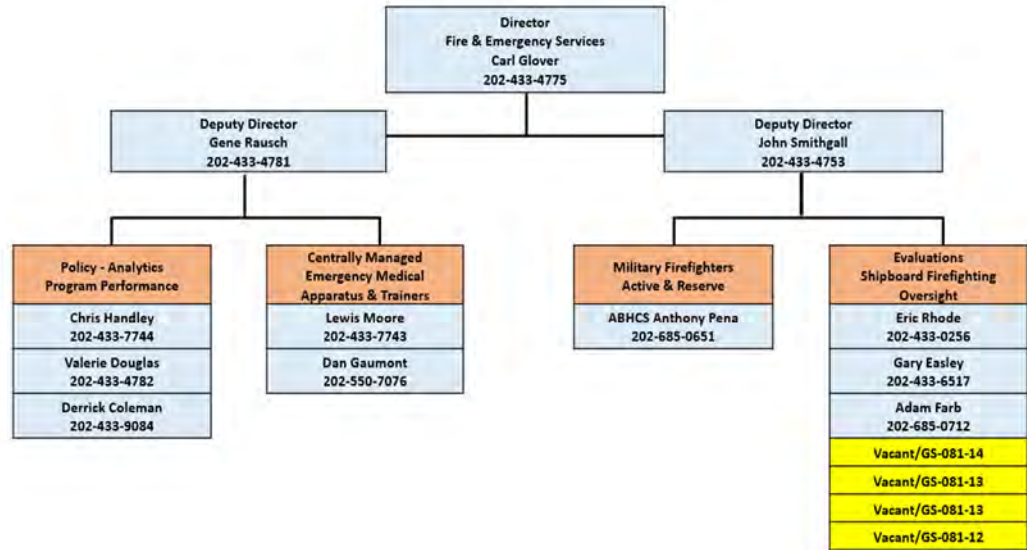 Director
Fire & Emergency Services
Carl Glover
202-433-4775
Deputy Director
Gene Rausch
202-433-4781
Deputy Director
John Smithgall
202-433-4753
Policy - Analytics
Program Performance
Chris Handley
202-433-7744
Valerie Douglas
202-433-4782
Derrick Coleman
202-433-9084
Centrally Managed
Emergency Medical
Apparatus & Trainers
Lewis Moore
202-433-7743
Dan Gaumont
202-550-7076
Military Firefighters
Active & Reserve
ABHCS Anthony Pena
202-685-0651
Evaluations
Shipboard Firefighting
Oversight
Eric Rhode
202-433-0256
Gary Easley
202-433-6517
Adam Farb
202-685-0712
Vacant/GS-081-14
Vacant/GS-081-13
Vacant/GS-081-13
Vacant/GS-081-12